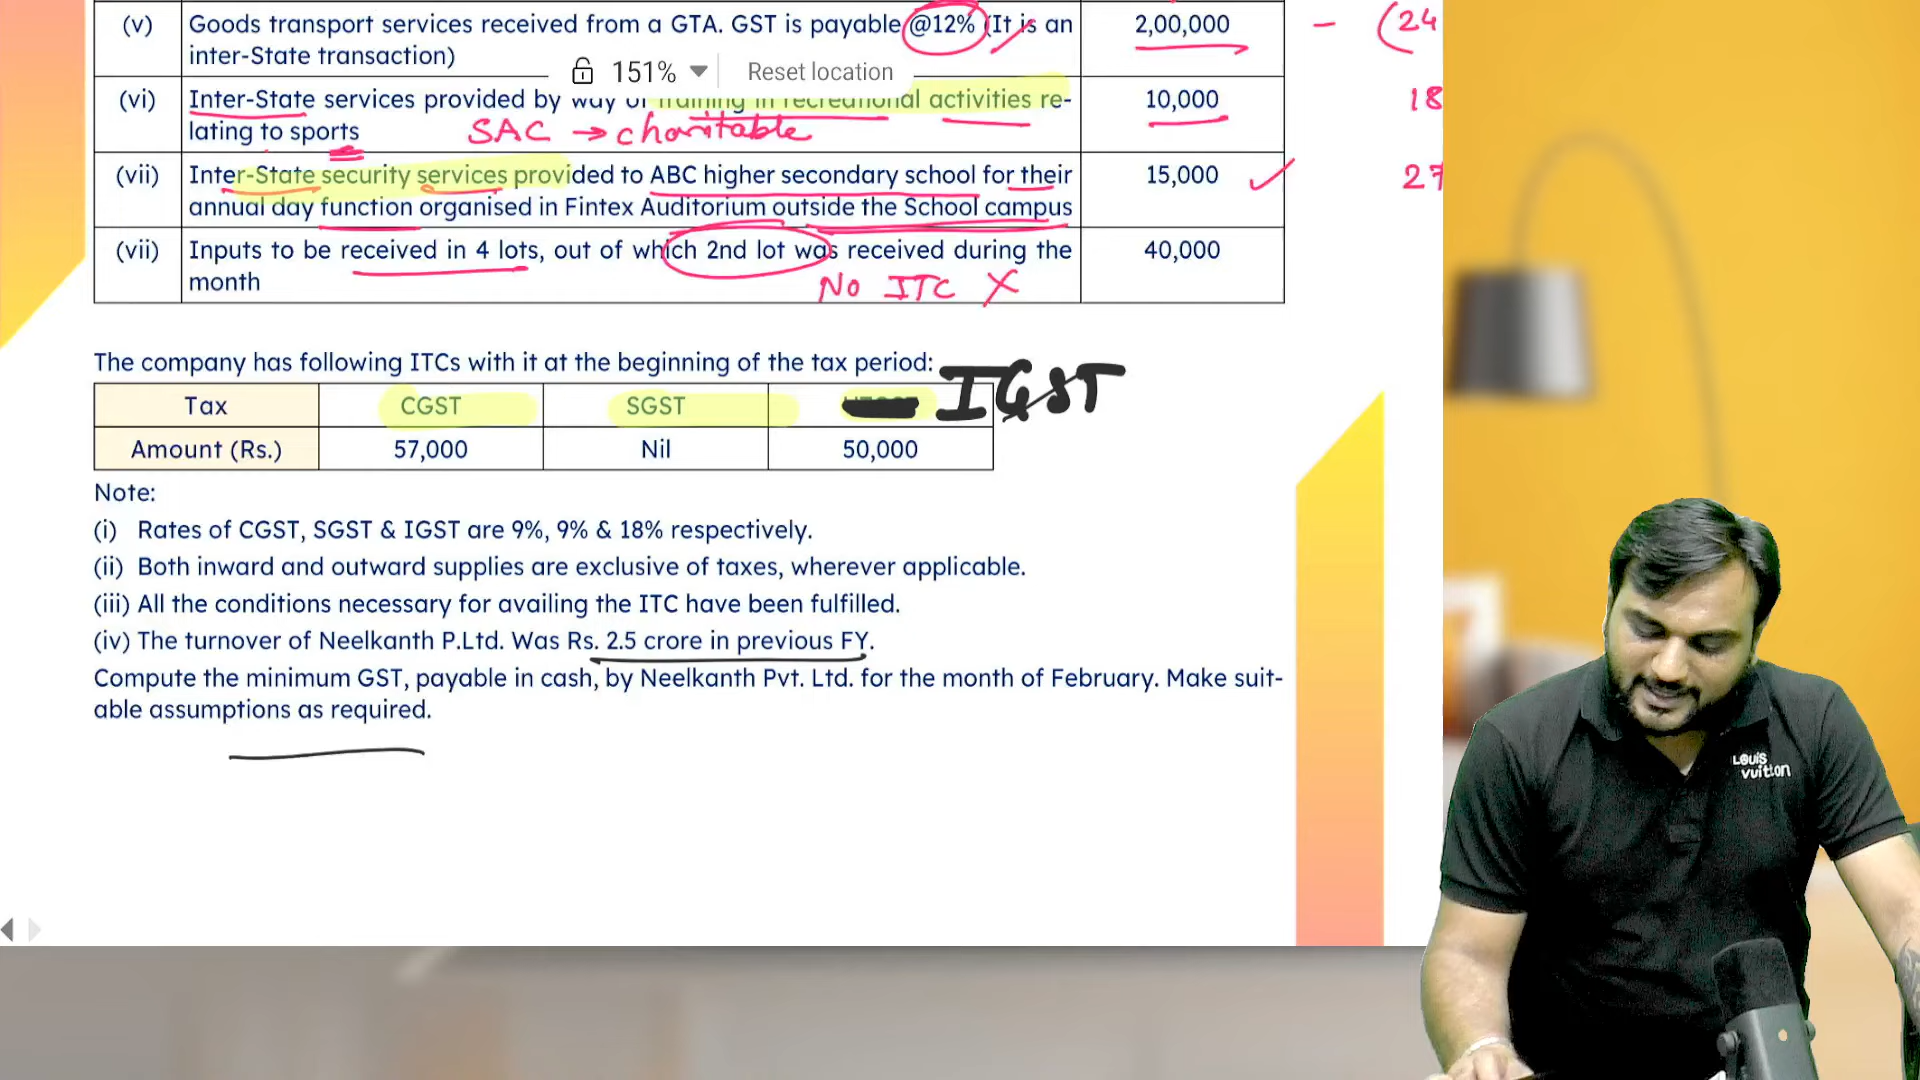 (v) Goods transport services received from a GTA. GST is payable @12% (It is an 2,00,000 – (24
inter-State transaction)
151% Reset location
(vi) Inter-State services provided by way of training in recreational activities re- 10,000 18
lating to sports SAC → charitable
(vii) Inter-State security services provided to ABC higher secondary school for their 15,000 ✓ 27
annual day function organised in Fintex Auditorium outside the School campus
(vii) Inputs to be received in 4 lots, out of which 2nd lot was received during the 40,000
month No ITC X
The company has following ITCs with it at the beginning of the tax period:
Tax CGST SGST IGST
Amount (Rs.) 57,000 Nil 50,000
Note:
(i) Rates of CGST, SGST & IGST are 9%, 9% & 18% respectively.
(ii) Both inward and outward supplies are exclusive of taxes, wherever applicable.
(iii) All the conditions necessary for availing the ITC have been fulfilled.
(iv) The turnover of Neelkanth P.Ltd. Was Rs. 2.5 crore in previous FY.
Compute the minimum GST, payable in cash, by Neelkanth Pvt. Ltd. for the month of February. Make suit-
able assumptions as required.
LOUIS
vuitton